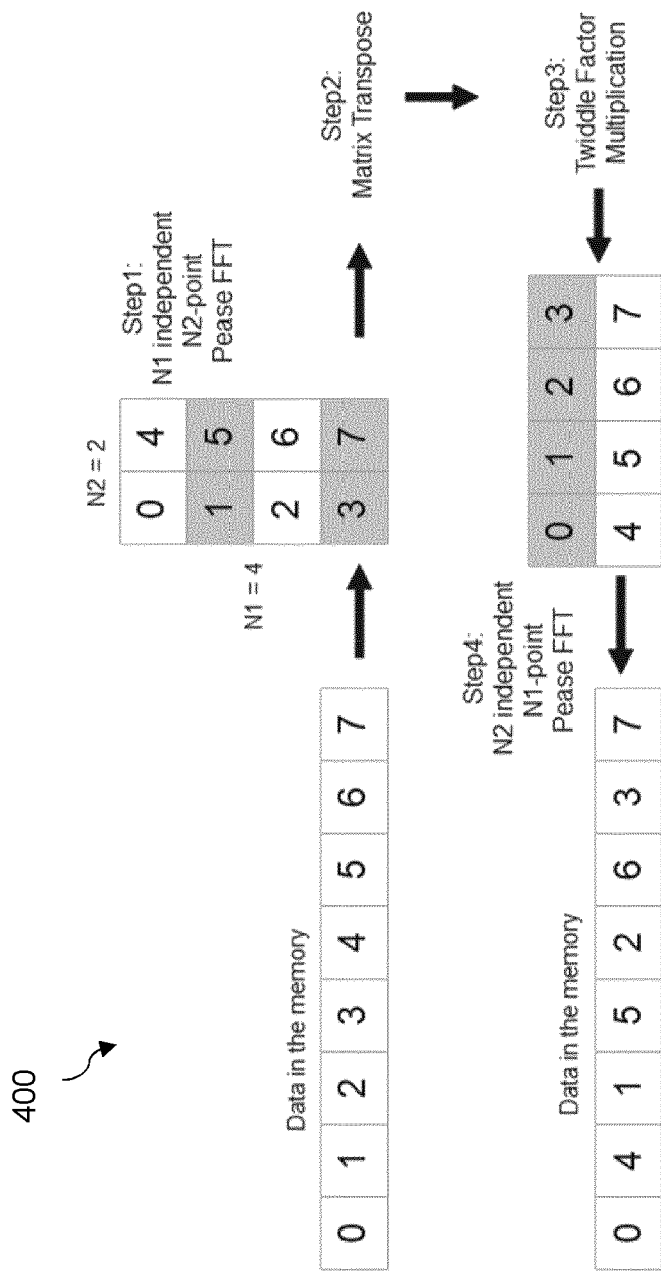 400
Data in the memory
0 1 2 3 4 5 6 7
N1 = 4
N2 = 2
0 4
1 5
2 6
3 7
Step1:
N1 independent
N2-point
Pease FFT
Step2:
Matrix Transpose
Step3:
Twiddle Factor
Multiplication
0 1 2 3
4 5 6 7
Step4:
N2 independent
N1-point
Pease FFT
Data in the memory
0 4 1 5 2 6 3 7